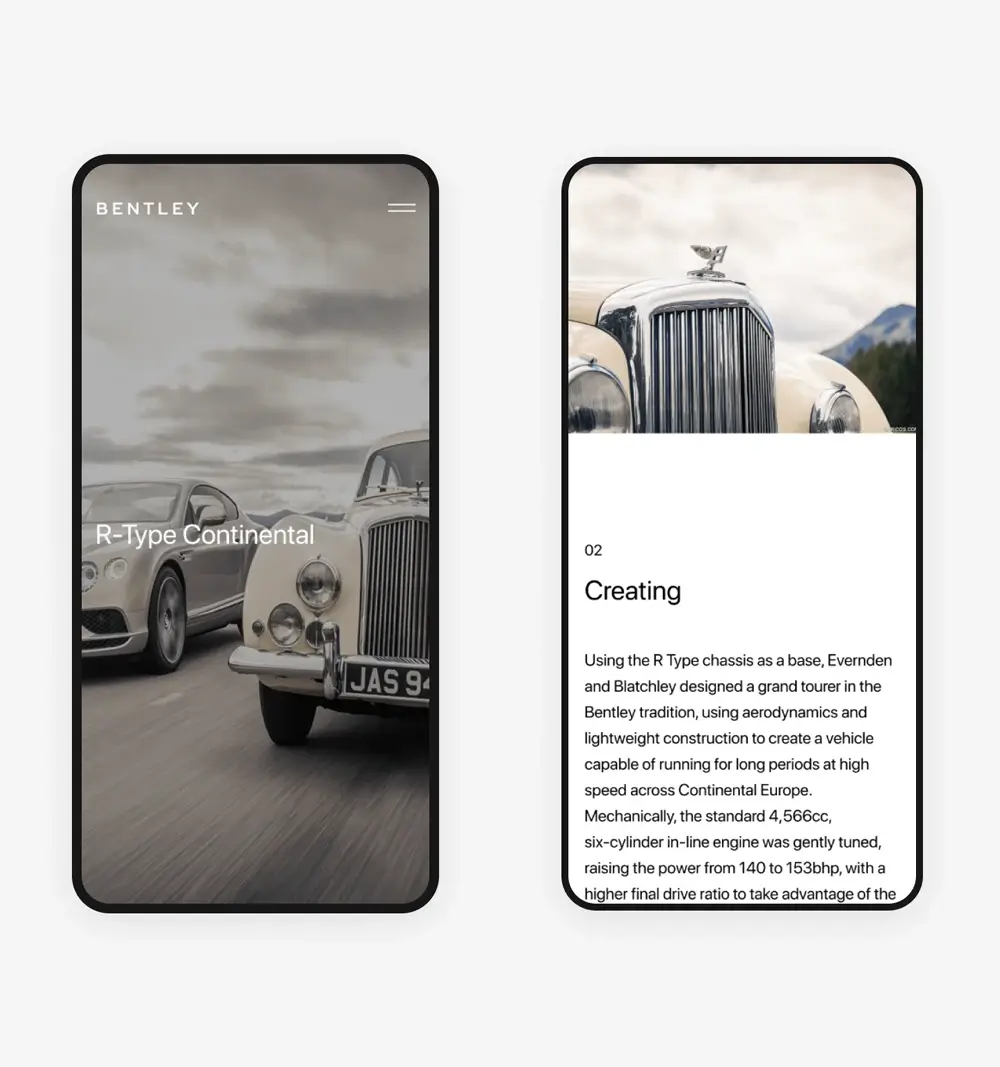 BENTLEY
R-Type Continental
JAS 94
02
Creating
Using the R Type chassis as a base, Evernden
and Blatchley designed a grand tourer in the
Bentley tradition, using aerodynamics and
lightweight construction to create a vehicle
capable of running for long periods at high
speed across Continental Europe.
Mechanically, the standard 4,566cc,
six-cylinder in-line engine was gently tuned,
raising the power from 140 to 153bhp, with a
higher final drive ratio to take advantage of the